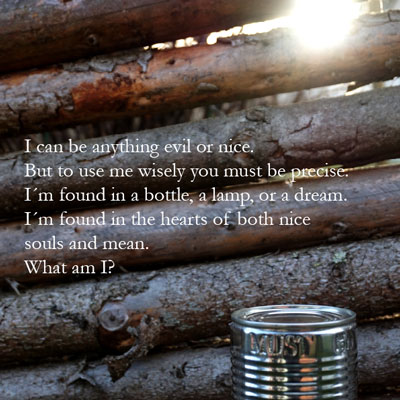 I can be anything evil or nice.
But to use me wisely you must be precise.
I´m found in a bottle, a lamp, or a dream.
I´m found in the hearts of both nice
souls and mean.
What am I?
MUST